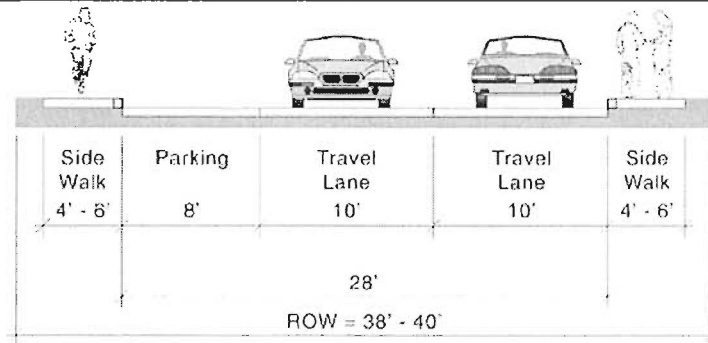 Side Walk 4' - 6'
Parking 8'
Travel Lane 10'
Travel Lane 10'
Side Walk 4' - 6'
28'
ROW = 38' - 40'